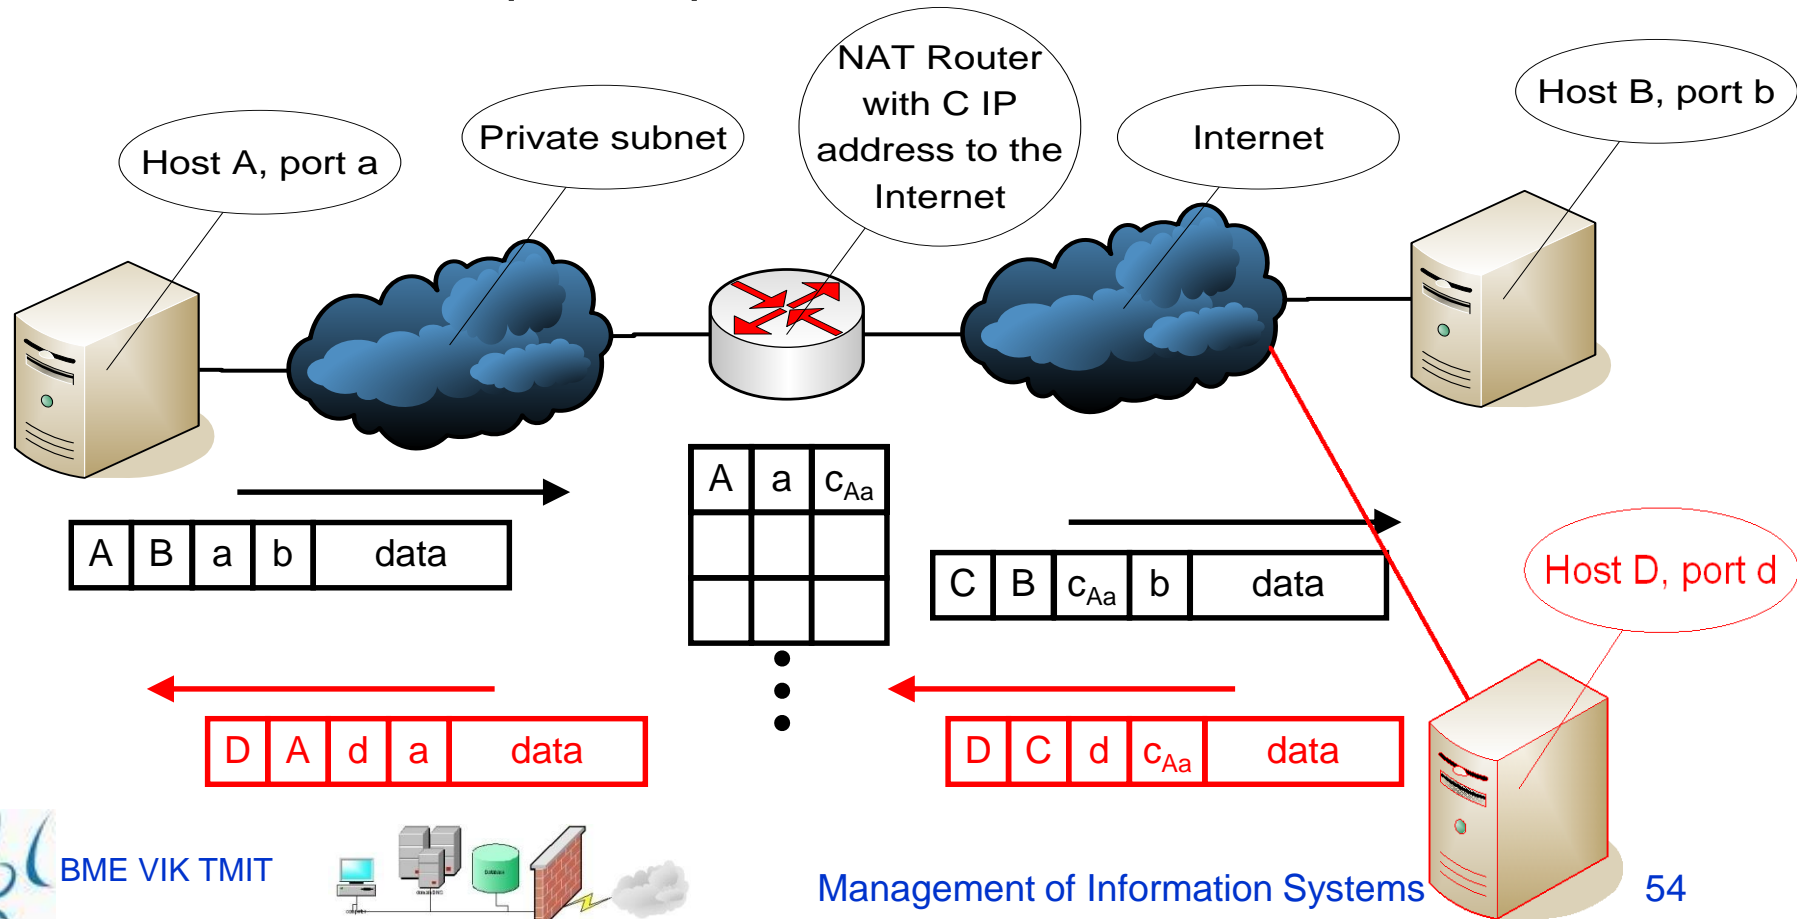 NAT Router
with C IP
address to the
Internet
Host B, port b
Private subnet
Internet
Host A, port a
A a cAa
A B a b data
C B cAa b data
Host D, port d
D A d a data
D C d cAa data
BME VIK TMIT
Database
Management of Information Systems
54